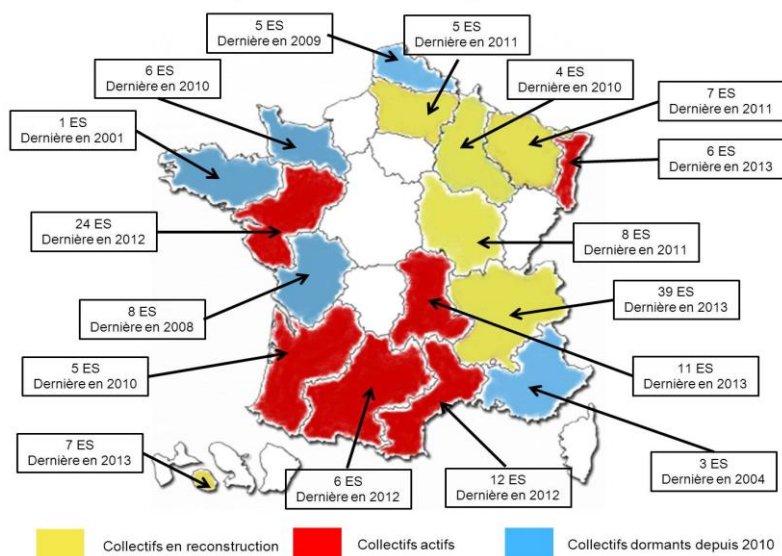 5 ES
Dernière en 2009
5 ES
Dernière en 2011
6 ES
Dernière en 2010
4 ES
Dernière en 2010
7 ES
Dernière en 2011
1 ES
Dernière en 2001
6 ES
Dernière en 2013
24 ES
Dernière en 2012
8 ES
Dernière en 2011
8 ES
Dernière en 2008
39 ES
Dernière en 2013
5 ES
Dernière en 2010
11 ES
Dernière en 2013
7 ES
Dernière en 2013
6 ES
Dernière en 2012
12 ES
Dernière en 2012
3 ES
Dernière en 2004
Collectifs en reconstruction
Collectifs actifs
Collectifs dormants depuis 2010